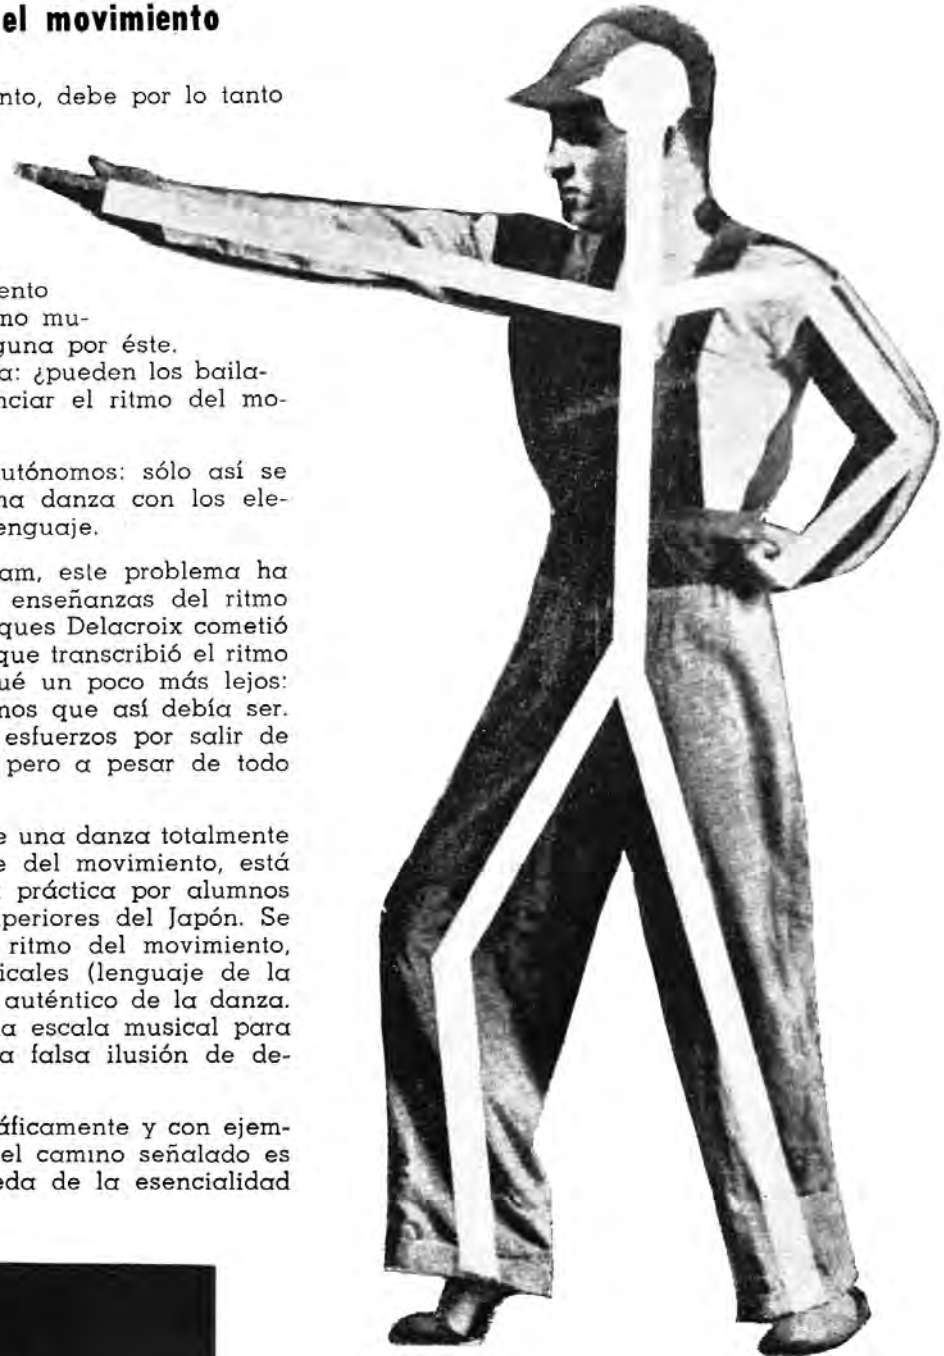 el movimiento
nto, debe por lo tanto
ento
no mu-
guna por éste.
a: ¿pueden los baila-
nciar el ritmo del mo-
utónomos: sólo así se
na danza con los ele-
enguaje.
am, este problema ha
enseñanzas del ritmo
ques Delacroix cometió
que transcribió el ritmo
ué un poco más lejos:
nos que así debía ser.
esfuerzos por salir de
pero a pesar de todo
e una danza totalmente
e del movimiento, está
práctica por alumnos
periores del Japón. Se
ritmo del movimiento,
icales (lenguaje de la
auténtico de la danza.
a escala musical para
a falsa ilusión de de-
áficamente y con ejem-
el camino señalado es
eda de la esencialidad